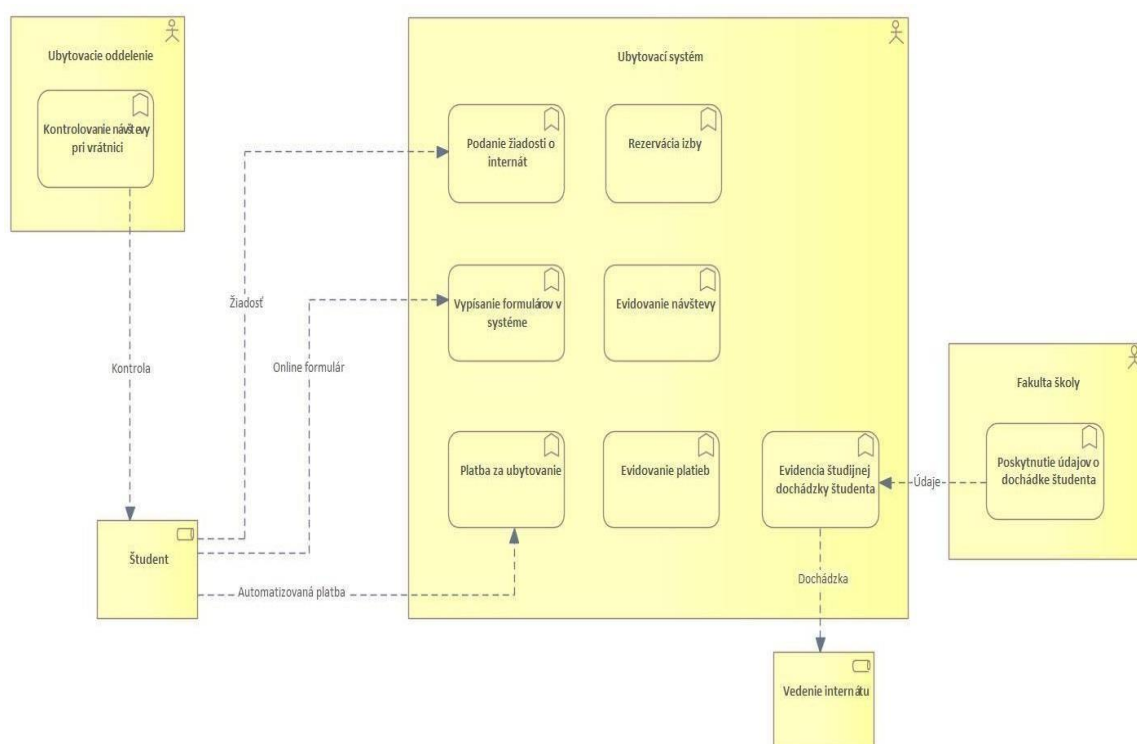 Ubytovacie oddelenie
Kontrolovanie návštevy
pri vrátnici
Ubytovací systém
Podanie žiadosti o
internát
Rezervácia izby
Žiadosť
Vypísanie formulárov v
systéme
Evidovanie návštevy
Kontrola
Online formulár
Fakulta školy
Platba za ubytovanie
Evidovanie platieb
Evidencia študijnej
dochádzky študenta
Údaje
Poskytnutie údajov o
dochádke študenta
Študent
Automatizovaná platba
Dochádzka
Vedenie internátu